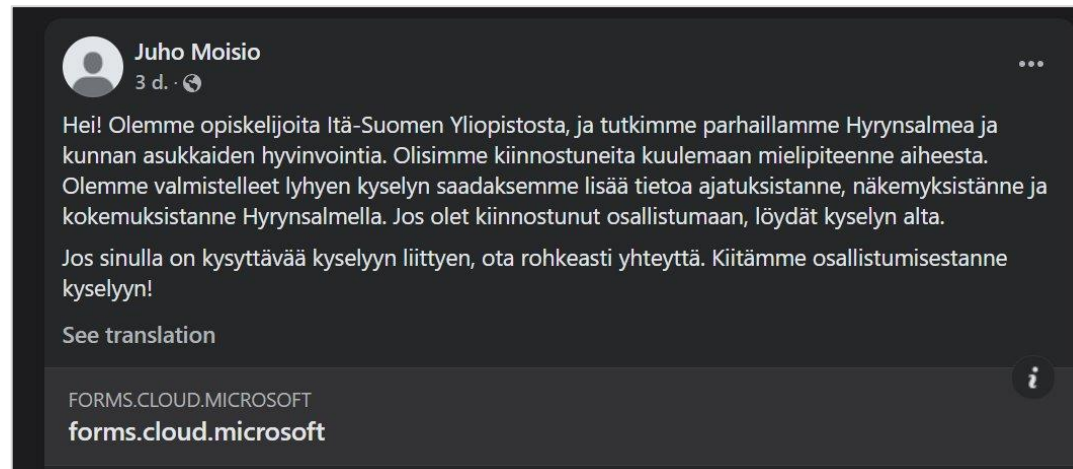 Juho Moisio
3 d. ·
Hei! Olemme opiskelijoita Itä-Suomen Yliopistosta, ja tutkimme parhaillamme Hyrynsalmea ja
kunnan asukkaiden hyvinvointia. Olisimme kiinnostuneita kuulemaan mielipiteenne aiheesta.
Olemme valmistelleet lyhyen kyselyn saadaksemme lisää tietoa ajatuksistanne, näkemyksistänne ja
kokemuksistanne Hyrynsalmella. Jos olet kiinnostunut osallistumaan, löydät kyselyn alta.
Jos sinulla on kysyttävää kyselyyn liittyen, ota rohkeasti yhteyttä. Kiitämme osallistumisestanne
kyselyyn!
See translation
FORMS.CLOUD.MICROSOFT
forms.cloud.microsoft